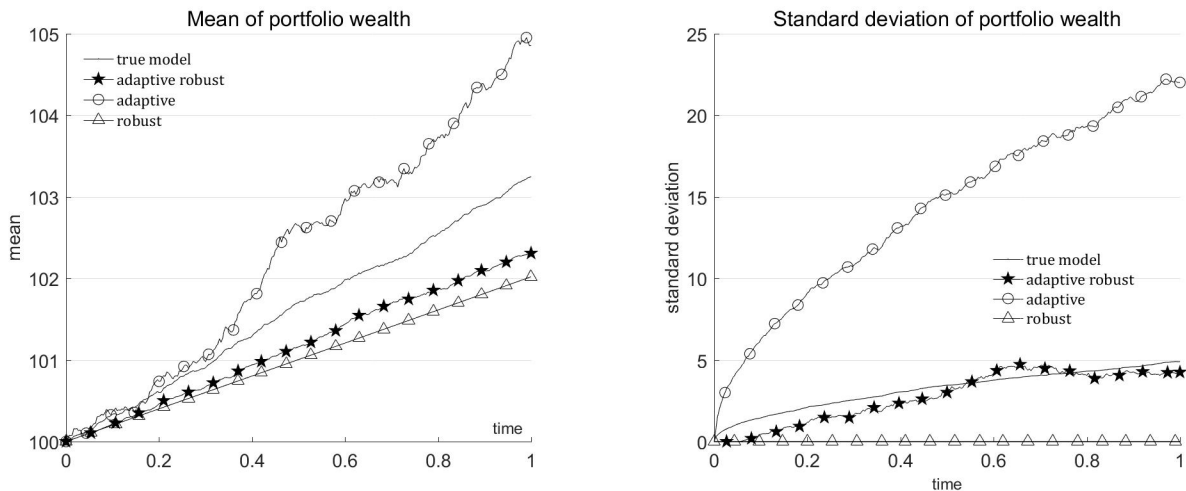 Mean of portfolio wealth
105
104
103
102
101
100
mean
true model
adaptive robust
adaptive
robust
time
0
0.2
0.4
0.6
0.8
1
Standard deviation of portfolio wealth
25
20
15
10
5
0
standard deviation
true model
adaptive robust
adaptive
robust
0
0.2
0.4
0.6
0.8
1
time